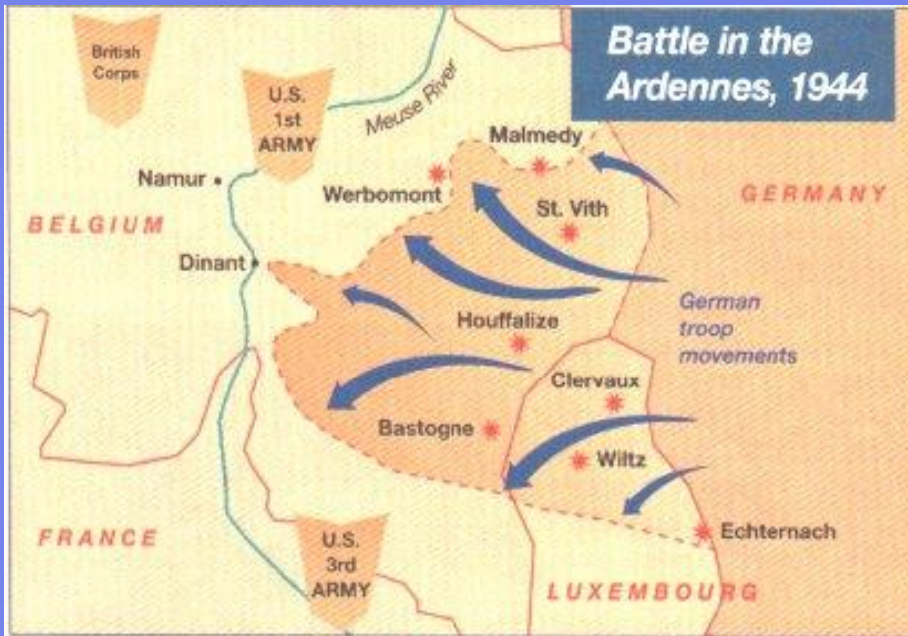 Battle in the
Ardennes, 1944
British
Corps
U.S.
1st
ARMY
Meuse River
Malmedy
Namur
Werbomont
GERMANY
St. Vith
BELGIUM
Dinant
German
troop
movements
Houffalize
Clervaux
Bastogne
Wiltz
Echternach
FRANCE
U.S.
3rd
ARMY
LUXEMBOURG